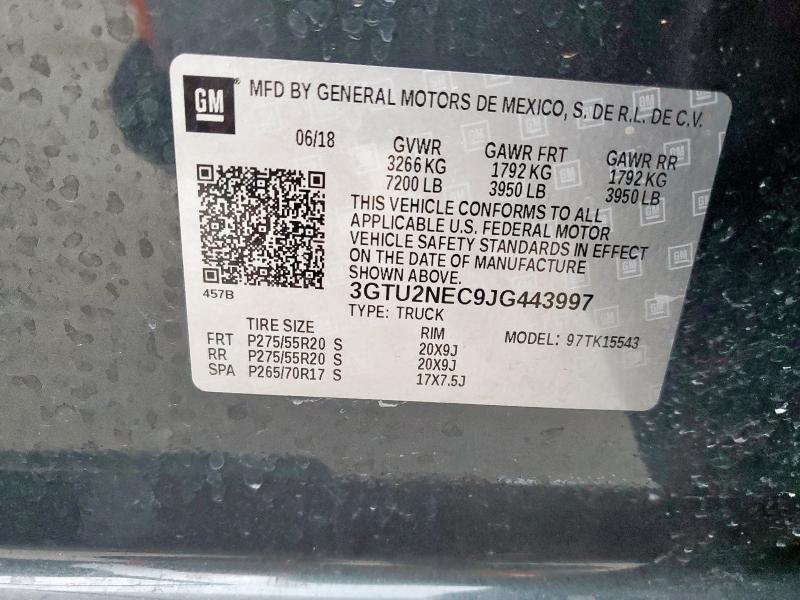 GM
MFD BY GENERAL MOTORS DE MEXICO, S. DE R.L. DE C.V.
06/18 GVWR GAWR FRT GAWR RR
3266 KG 1792 KG 1792 KG
7200 LB 3950 LB 3950 LB
THIS VEHICLE CONFORMS TO ALL
APPLICABLE U.S. FEDERAL MOTOR
VEHICLE SAFETY STANDARDS IN EFFECT
ON THE DATE OF MANUFACTURE
SHOWN ABOVE.
457B
3GTU2NEC9JG443997
TYPE: TRUCK
TIRE SIZE RIM MODEL: 97TK15543
FRT P275/55R20 S 20X9J
RR P275/55R20 S 20X9J
SPA P265/70R17 S 17X7.5J